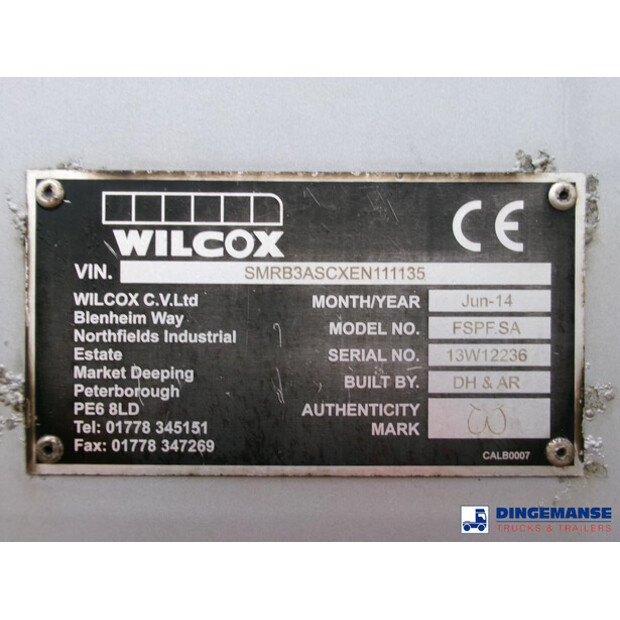 WILCOX
CE
VIN. SMRB3ASCXEN111135
WILCOX C.V.Ltd
Blenheim Way
Northfields Industrial
Estate
Market Deeping
Peterborough
PE6 8LD
Tel: 01778 345151
Fax: 01778 347269
MONTH/YEAR Jun-14
MODEL NO. FSPF.SA
SERIAL NO. 13W12236
BUILT BY. DH & AR
AUTHENTICITY
MARK
CALB0007
DINGEMANSE
TRUCKS & TRAILERS